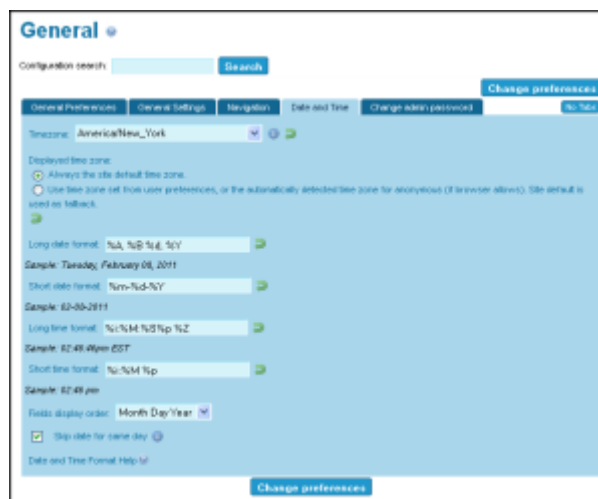 General
Configuration search: Search
Change preferences
General Preferences General Settings Navigation Date and Time Change admin password No Tabs
Timezone: America/New_York
Displayed time zone:
Always the site default time zone.
Use time zone set from user preferences, or the automatically detected time zone for anonymous (if browser allows). Site default is
used as fallback.
Long date format: %A, %B %d, %Y
Sample: Tuesday, February 08, 2011
Short date format: %m-%d-%Y
Sample: 02-08-2011
Long time format: %i:%M:%S%p %Z
Sample: 02:48:46pm EST
Short time format: %i:%M %p
Sample: 02:48 pm
Fields display order: Month Day Year
Skip date for same day
Date and Time Format Help
Change preferences